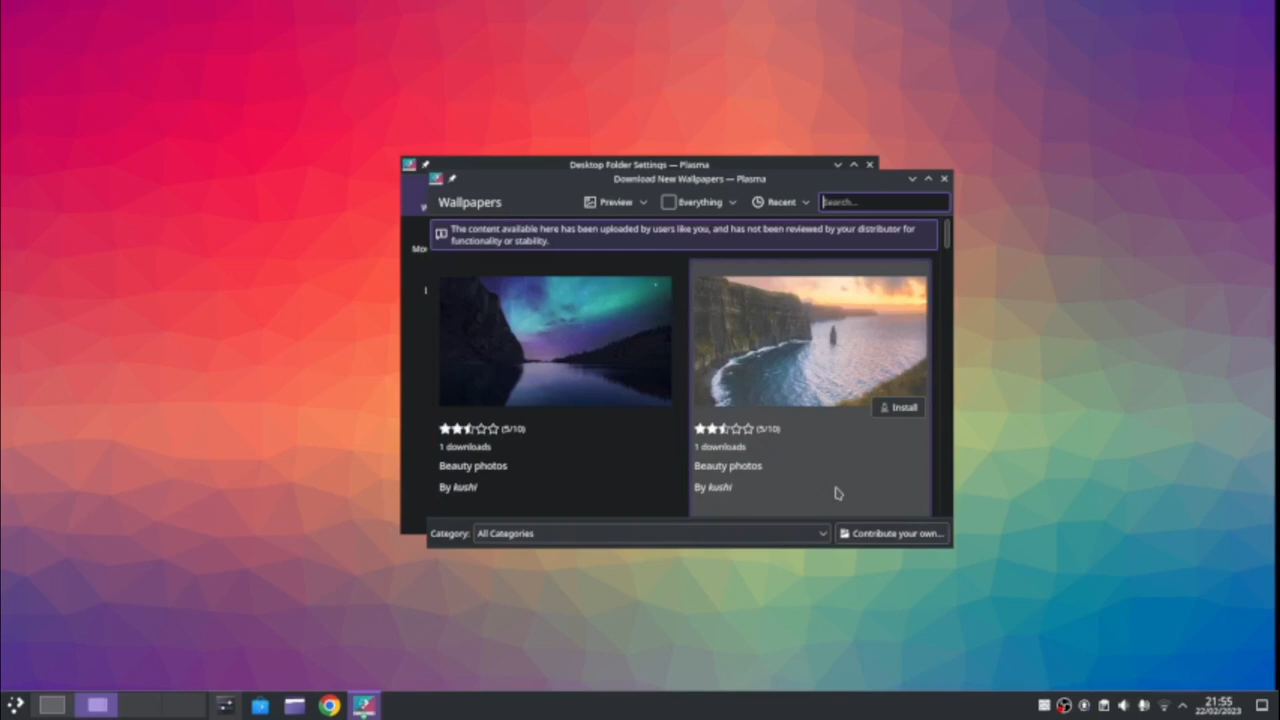 Desktop Folder Settings — Plasma
Download New Wallpapers — Plasma
Wallpapers
Preview
Everything
Recent
Search...
The content available here has been uploaded by users like you, and has not been reviewed by your distributor for
functionality or stability.
Install
(5/10)
(5/10)
1 downloads
1 downloads
Beauty photos
Beauty photos
By kushi
By kushi
Category:
All Categories
Contribute your own...
21:55
22/02/2023